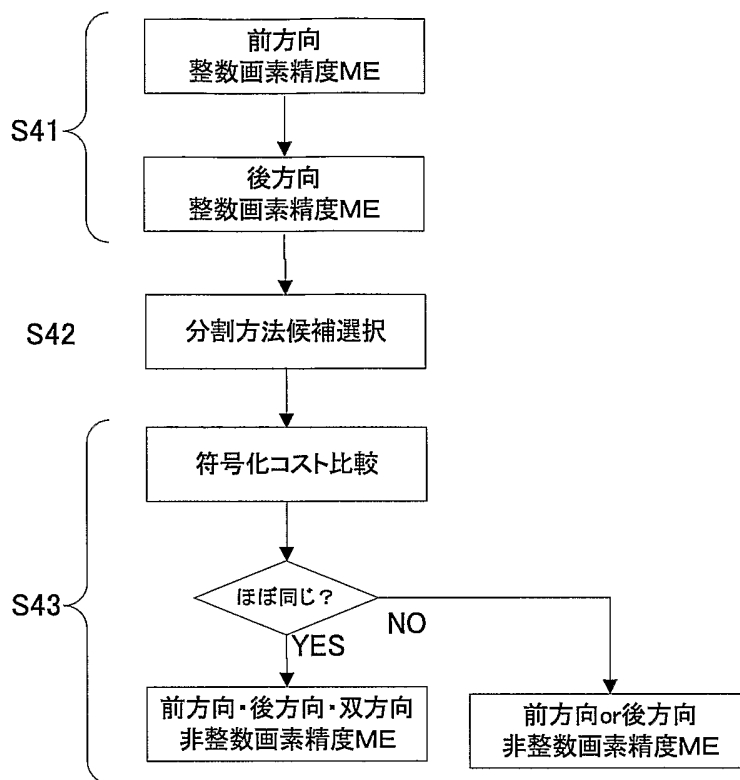 前方向
整数画素精度ME
S41
後方向
整数画素精度ME
S42
分割方法候補選択
符号化コスト比較
S43
ほぼ同じ?
NO
YES
前方向・後方向・双方向
非整数画素精度ME
前方向or後方向
非整数画素精度ME